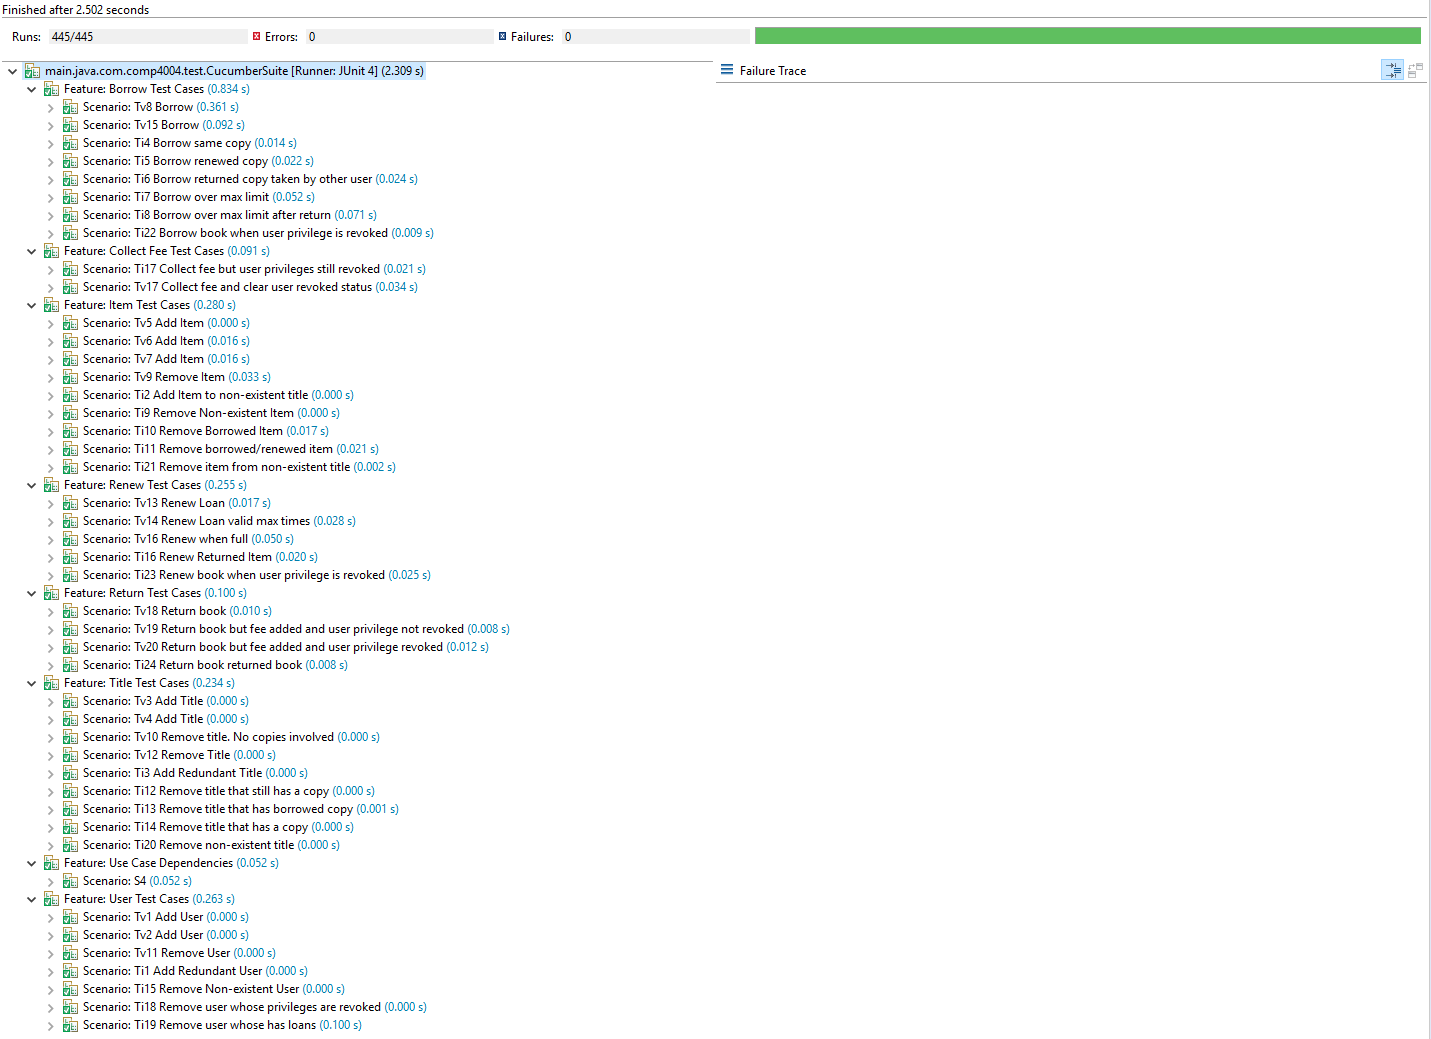 Finished after 2.502 seconds
Runs: 445/445 Errors: 0 Failures: 0
main.java.com.comp4004.test.CucumberSuite [Runner: JUnit 4] (2.309 s)
Failure Trace
Feature: Borrow Test Cases (0.834 s)
Scenario: Tv8 Borrow (0.361 s)
Scenario: Tv15 Borrow (0.092 s)
Scenario: Ti4 Borrow same copy (0.014 s)
Scenario: Ti5 Borrow renewed copy (0.022 s)
Scenario: Ti6 Borrow returned copy taken by other user (0.024 s)
Scenario: Ti7 Borrow over max limit (0.052 s)
Scenario: Ti8 Borrow over max limit after return (0.071 s)
Scenario: Ti22 Borrow book when user privilege is revoked (0.009 s)
Feature: Collect Fee Test Cases (0.091 s)
Scenario: Ti17 Collect fee but user privileges still revoked (0.021 s)
Scenario: Tv17 Collect fee and clear user revoked status (0.034 s)
Feature: Item Test Cases (0.280 s)
Scenario: Tv5 Add Item (0.000 s)
Scenario: Tv6 Add Item (0.016 s)
Scenario: Tv7 Add Item (0.016 s)
Scenario: Tv9 Remove Item (0.033 s)
Scenario: Ti2 Add Item to non-existent title (0.000 s)
Scenario: Ti9 Remove Non-existent Item (0.000 s)
Scenario: Ti10 Remove Borrowed Item (0.017 s)
Scenario: Ti11 Remove borrowed/renewed item (0.021 s)
Scenario: Ti21 Remove item from non-existent title (0.002 s)
Feature: Renew Test Cases (0.255 s)
Scenario: Tv13 Renew Loan (0.017 s)
Scenario: Tv14 Renew Loan valid max times (0.028 s)
Scenario: Tv16 Renew when full (0.050 s)
Scenario: Ti16 Renew Returned Item (0.020 s)
Scenario: Ti23 Renew book when user privilege is revoked (0.025 s)
Feature: Return Test Cases (0.100 s)
Scenario: Tv18 Return book (0.010 s)
Scenario: Tv19 Return book but fee added and user privilege not revoked (0.008 s)
Scenario: Tv20 Return book but fee added and user privilege revoked (0.012 s)
Scenario: Ti24 Return book returned book (0.008 s)
Feature: Title Test Cases (0.234 s)
Scenario: Tv3 Add Title (0.000 s)
Scenario: Tv4 Add Title (0.000 s)
Scenario: Tv10 Remove title. No copies involved (0.000 s)
Scenario: Tv12 Remove Title (0.000 s)
Scenario: Ti3 Add Redundant Title (0.000 s)
Scenario: Ti12 Remove title that still has a copy (0.000 s)
Scenario: Ti13 Remove title that has borrowed copy (0.001 s)
Scenario: Ti14 Remove title that has a copy (0.000 s)
Scenario: Ti20 Remove non-existent title (0.000 s)
Feature: Use Case Dependencies (0.052 s)
Scenario: S4 (0.052 s)
Feature: User Test Cases (0.263 s)
Scenario: Tv1 Add User (0.000 s)
Scenario: Tv2 Add User (0.000 s)
Scenario: Tv11 Remove User (0.000 s)
Scenario: Ti1 Add Redundant User (0.000 s)
Scenario: Ti15 Remove Non-existent User (0.000 s)
Scenario: Ti18 Remove user whose privileges are revoked (0.000 s)
Scenario: Ti19 Remove user whose has loans (0.100 s)